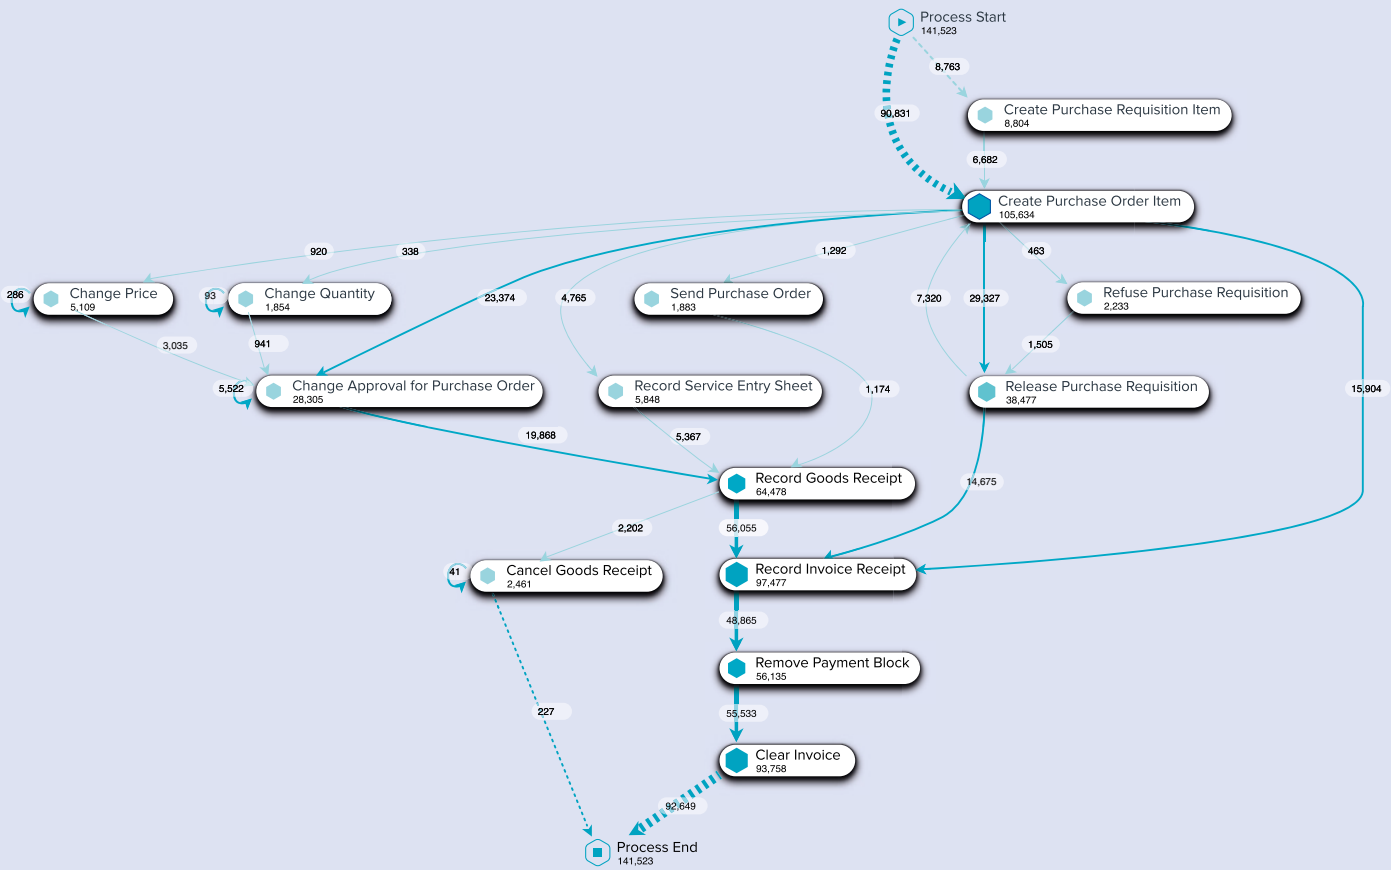 Process Start
141,523
8,763
90,831
Create Purchase Requisition Item
8,804
6,682
Create Purchase Order Item
105,634
920
338
1,292
463
286
Change Price
5,109
93
Change Quantity
1,854
23,374
4,765
Send Purchase Order
1,883
7,320
29,327
Refuse Purchase Requisition
2,233
3,035
941
1,505
5,522
Change Approval for Purchase Order
28,305
Record Service Entry Sheet
5,848
1,174
Release Purchase Requisition
38,477
15,904
19,868
5,367
Record Goods Receipt
64,478
14,675
2,202
56,055
41
Cancel Goods Receipt
2,461
Record Invoice Receipt
97,477
48,865
Remove Payment Block
56,135
227
55,533
Clear Invoice
93,758
92,649
Process End
141,523